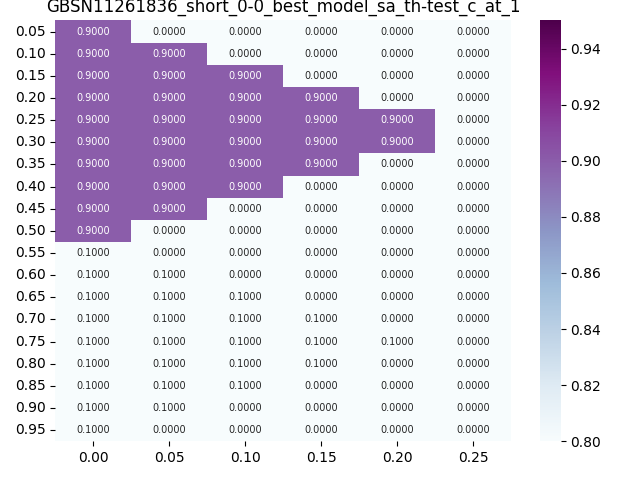 GBSN11261836_short_0-0_best_model_sa_th-test_c_at_1
0.05 0.9000 0.0000 0.0000 0.0000 0.0000 0.0000
0.10 0.9000 0.9000 0.0000 0.0000 0.0000 0.0000
0.15 0.9000 0.9000 0.9000 0.0000 0.0000 0.0000
0.20 0.9000 0.9000 0.9000 0.9000 0.0000 0.0000
0.25 0.9000 0.9000 0.9000 0.9000 0.9000 0.0000
0.30 0.9000 0.9000 0.9000 0.9000 0.9000 0.0000
0.35 0.9000 0.9000 0.9000 0.9000 0.0000 0.0000
0.40 0.9000 0.9000 0.9000 0.0000 0.0000 0.0000
0.45 0.9000 0.9000 0.0000 0.0000 0.0000 0.0000
0.50 0.9000 0.0000 0.0000 0.0000 0.0000 0.0000
0.55 0.1000 0.0000 0.0000 0.0000 0.0000 0.0000
0.60 0.1000 0.1000 0.0000 0.0000 0.0000 0.0000
0.65 0.1000 0.1000 0.1000 0.0000 0.0000 0.0000
0.70 0.1000 0.1000 0.1000 0.1000 0.0000 0.0000
0.75 0.1000 0.1000 0.1000 0.1000 0.1000 0.0000
0.80 0.1000 0.1000 0.1000 0.1000 0.0000 0.0000
0.85 0.1000 0.1000 0.1000 0.0000 0.0000 0.0000
0.90 0.1000 0.1000 0.0000 0.0000 0.0000 0.0000
0.95 0.1000 0.0000 0.0000 0.0000 0.0000 0.0000
0.00 0.05 0.10 0.15 0.20 0.25
0.94
0.92
0.90
0.88
0.86
0.84
0.82
0.80